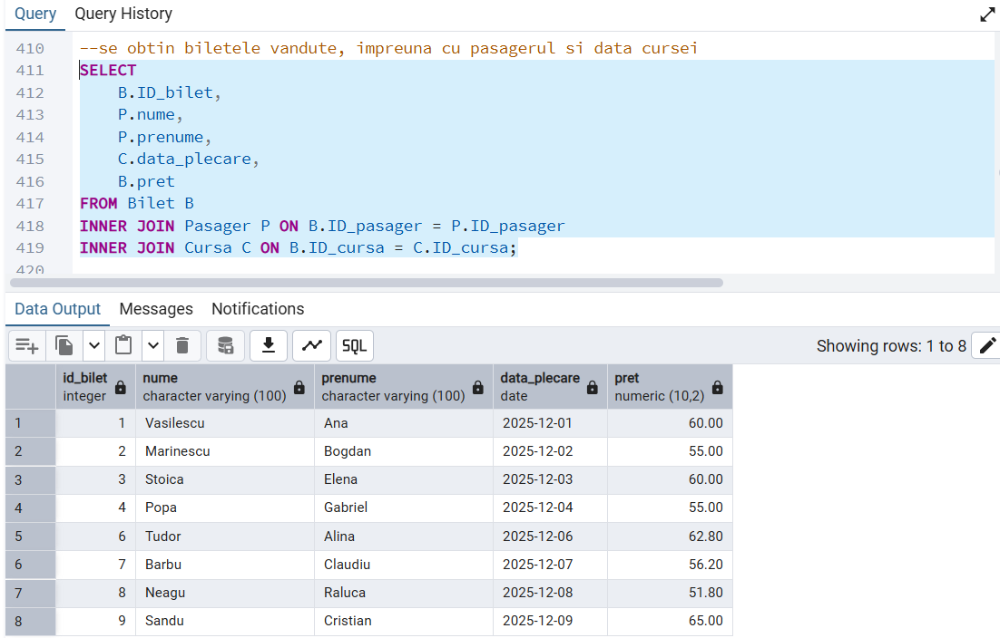 Query Query History
410 --se obtin biletele vandute, impreuna cu pasagerul si data cursei
411 SELECT
412 B.ID_bilet,
413 P.nume,
414 P.prenume,
415 C.data_plecare,
416 B.pret
417 FROM Bilet B
418 INNER JOIN Pasager P ON B.ID_pasager = P.ID_pasager
419 INNER JOIN Cursa C ON B.ID_cursa = C.ID_cursa;
420
Data Output Messages Notifications
SQL Showing rows: 1 to 8
id_bilet nume prenume data_plecare pret
integer character varying (100) character varying (100) date numeric (10,2)
1 1 Vasilescu Ana 2025-12-01 60.00
2 2 Marinescu Bogdan 2025-12-02 55.00
3 3 Stoica Elena 2025-12-03 60.00
4 4 Popa Gabriel 2025-12-04 55.00
5 6 Tudor Alina 2025-12-06 62.80
6 7 Barbu Claudiu 2025-12-07 56.20
7 8 Neagu Raluca 2025-12-08 51.80
8 9 Sandu Cristian 2025-12-09 65.00